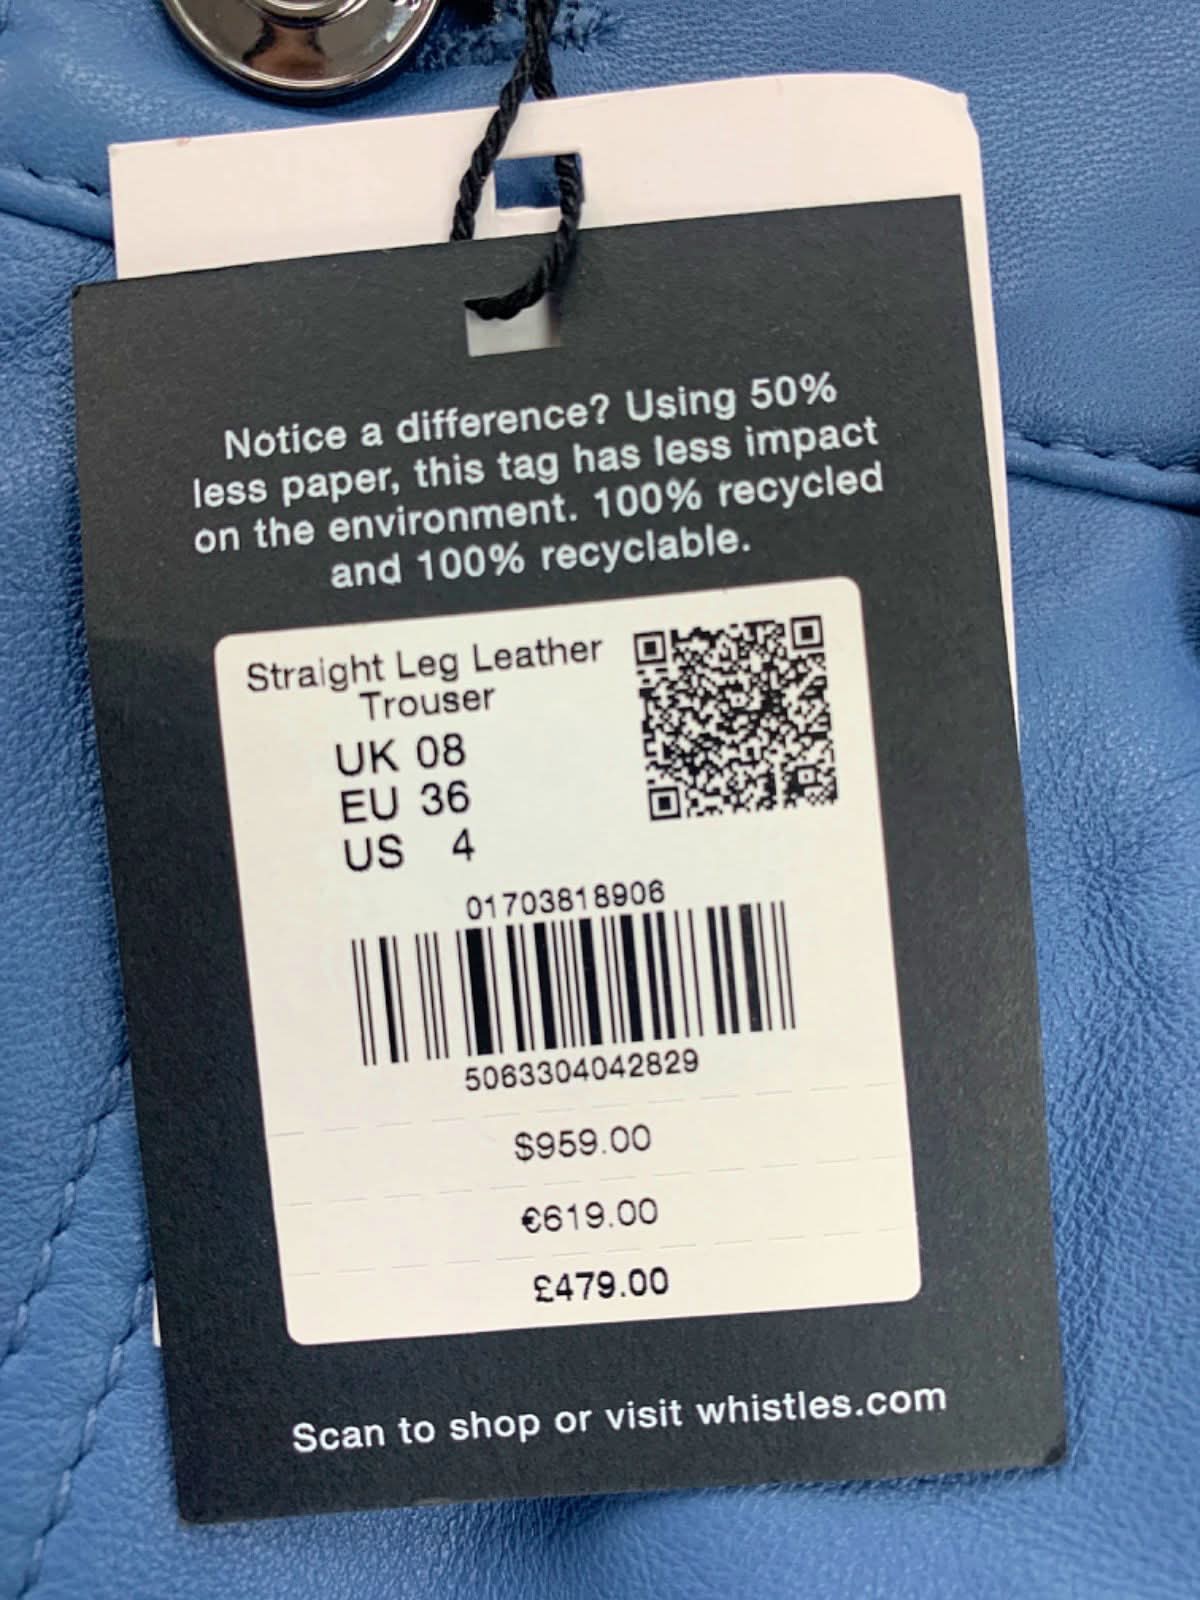 Notice a difference? Using 50%
less paper, this tag has less impact
on the environment. 100% recycled
and 100% recyclable.
Straight Leg Leather
Trouser
UK 08
EU 36
US 4
01703818906
5063304042829
$959.00
€619.00
£479.00
Scan to shop or visit whistles.com